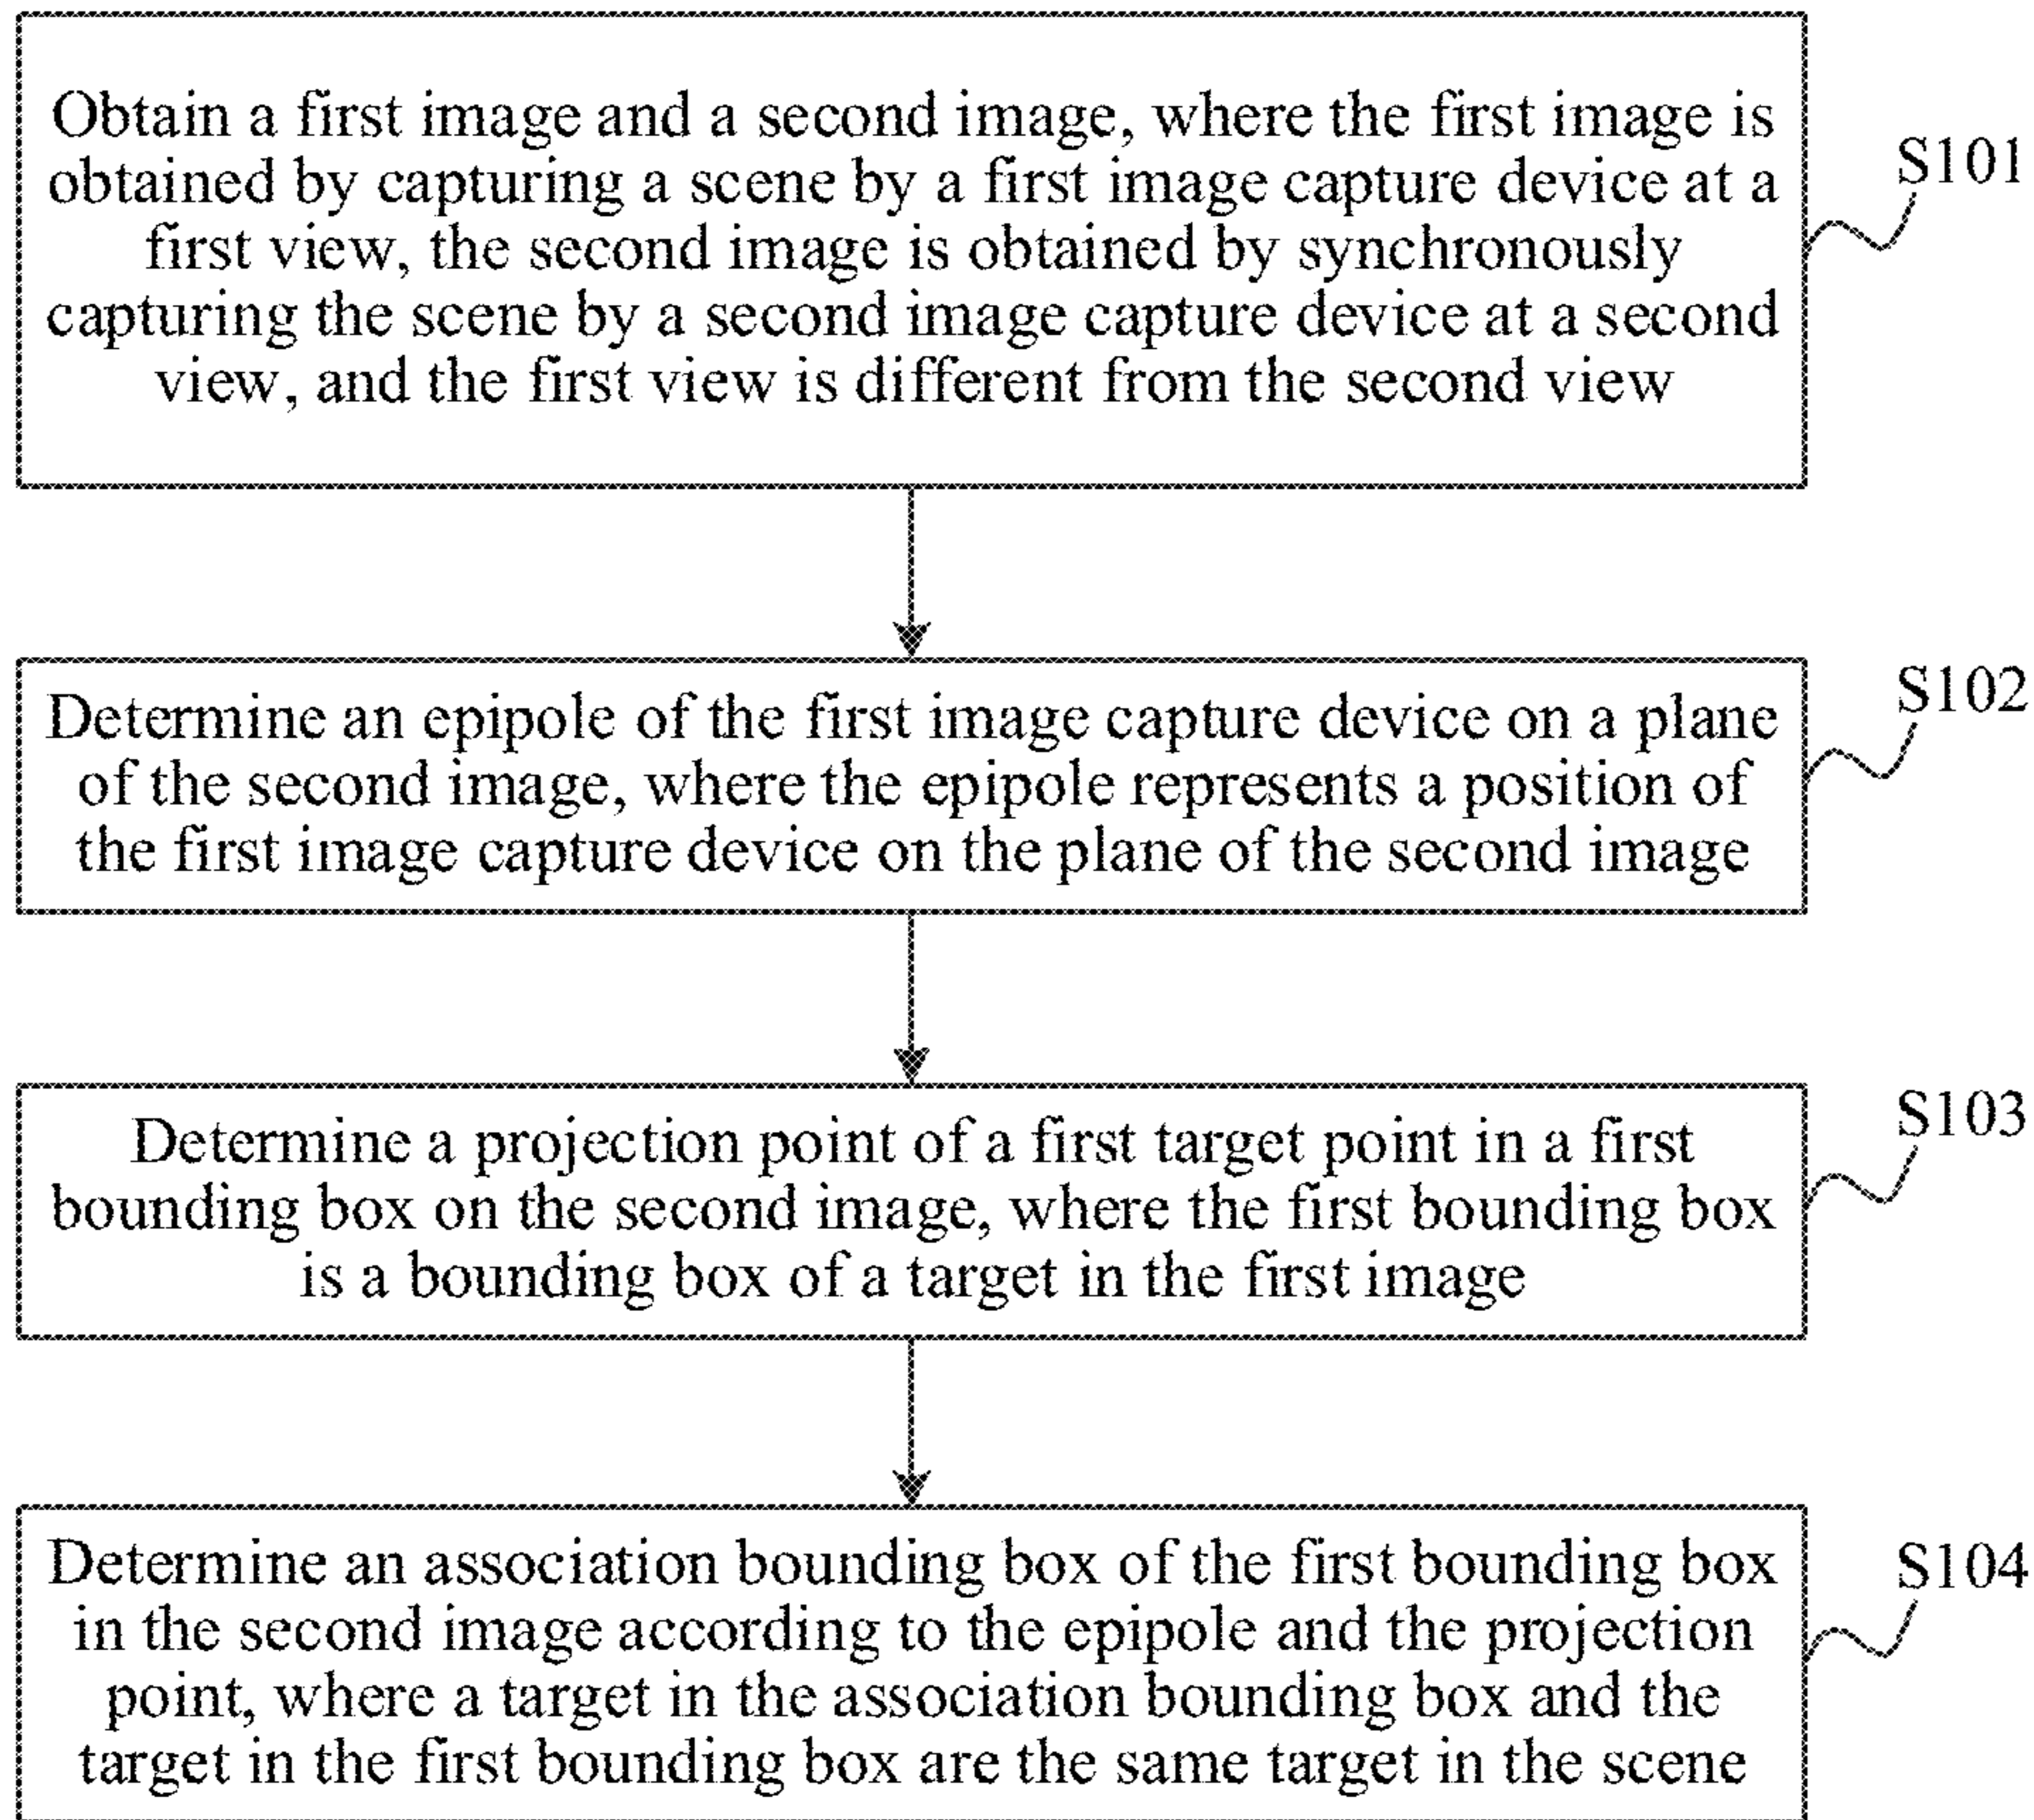 Obtain a first image and a second image, where the first image is
obtained by capturing a scene by a first image capture device at a
first view, the second image is obtained by synchronously
capturing the scene by a second image capture device at a second
view, and the first view is different from the second view
S101
Determine an epipole of the first image capture device on a plane
of the second image, where the epipole represents a position of
the first image capture device on the plane of the second image
S102
Determine a projection point of a first target point in a first
bounding box on the second image, where the first bounding box
is a bounding box of a target in the first image
S103
Determine an association bounding box of the first bounding box
in the second image according to the epipole and the projection
point, where a target in the association bounding box and the
target in the first bounding box are the same target in the scene
S104